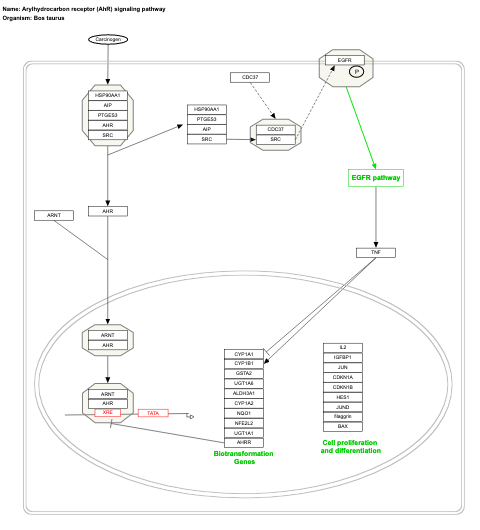 Name: Arylhydrocarbon receptor (AhR) signaling pathway
Organism: Bos taurus
Carcinogen
EGFR
P
CDC37
HSP90AA1
AIP
PTGES3
AHR
SRC
HSP90AA1
PTGES3
AIP
SRC
CDC37
SRC
EGFR pathway
ARNT
AHR
TNF
ARNT
AHR
ARNT
AHR
XRE
TATA
CYP1A1
CYP1B1
GSTA2
UGT1A6
ALDH3A1
CYP1A2
NQO1
NFE2L2
UGT1A1
AHRR
Biotransformation
Genes
IL2
IGFBP1
JUN
CDKN1A
CDKN1B
HES1
JUND
filaggrin
BAX
Cell proliferation
and differentiation